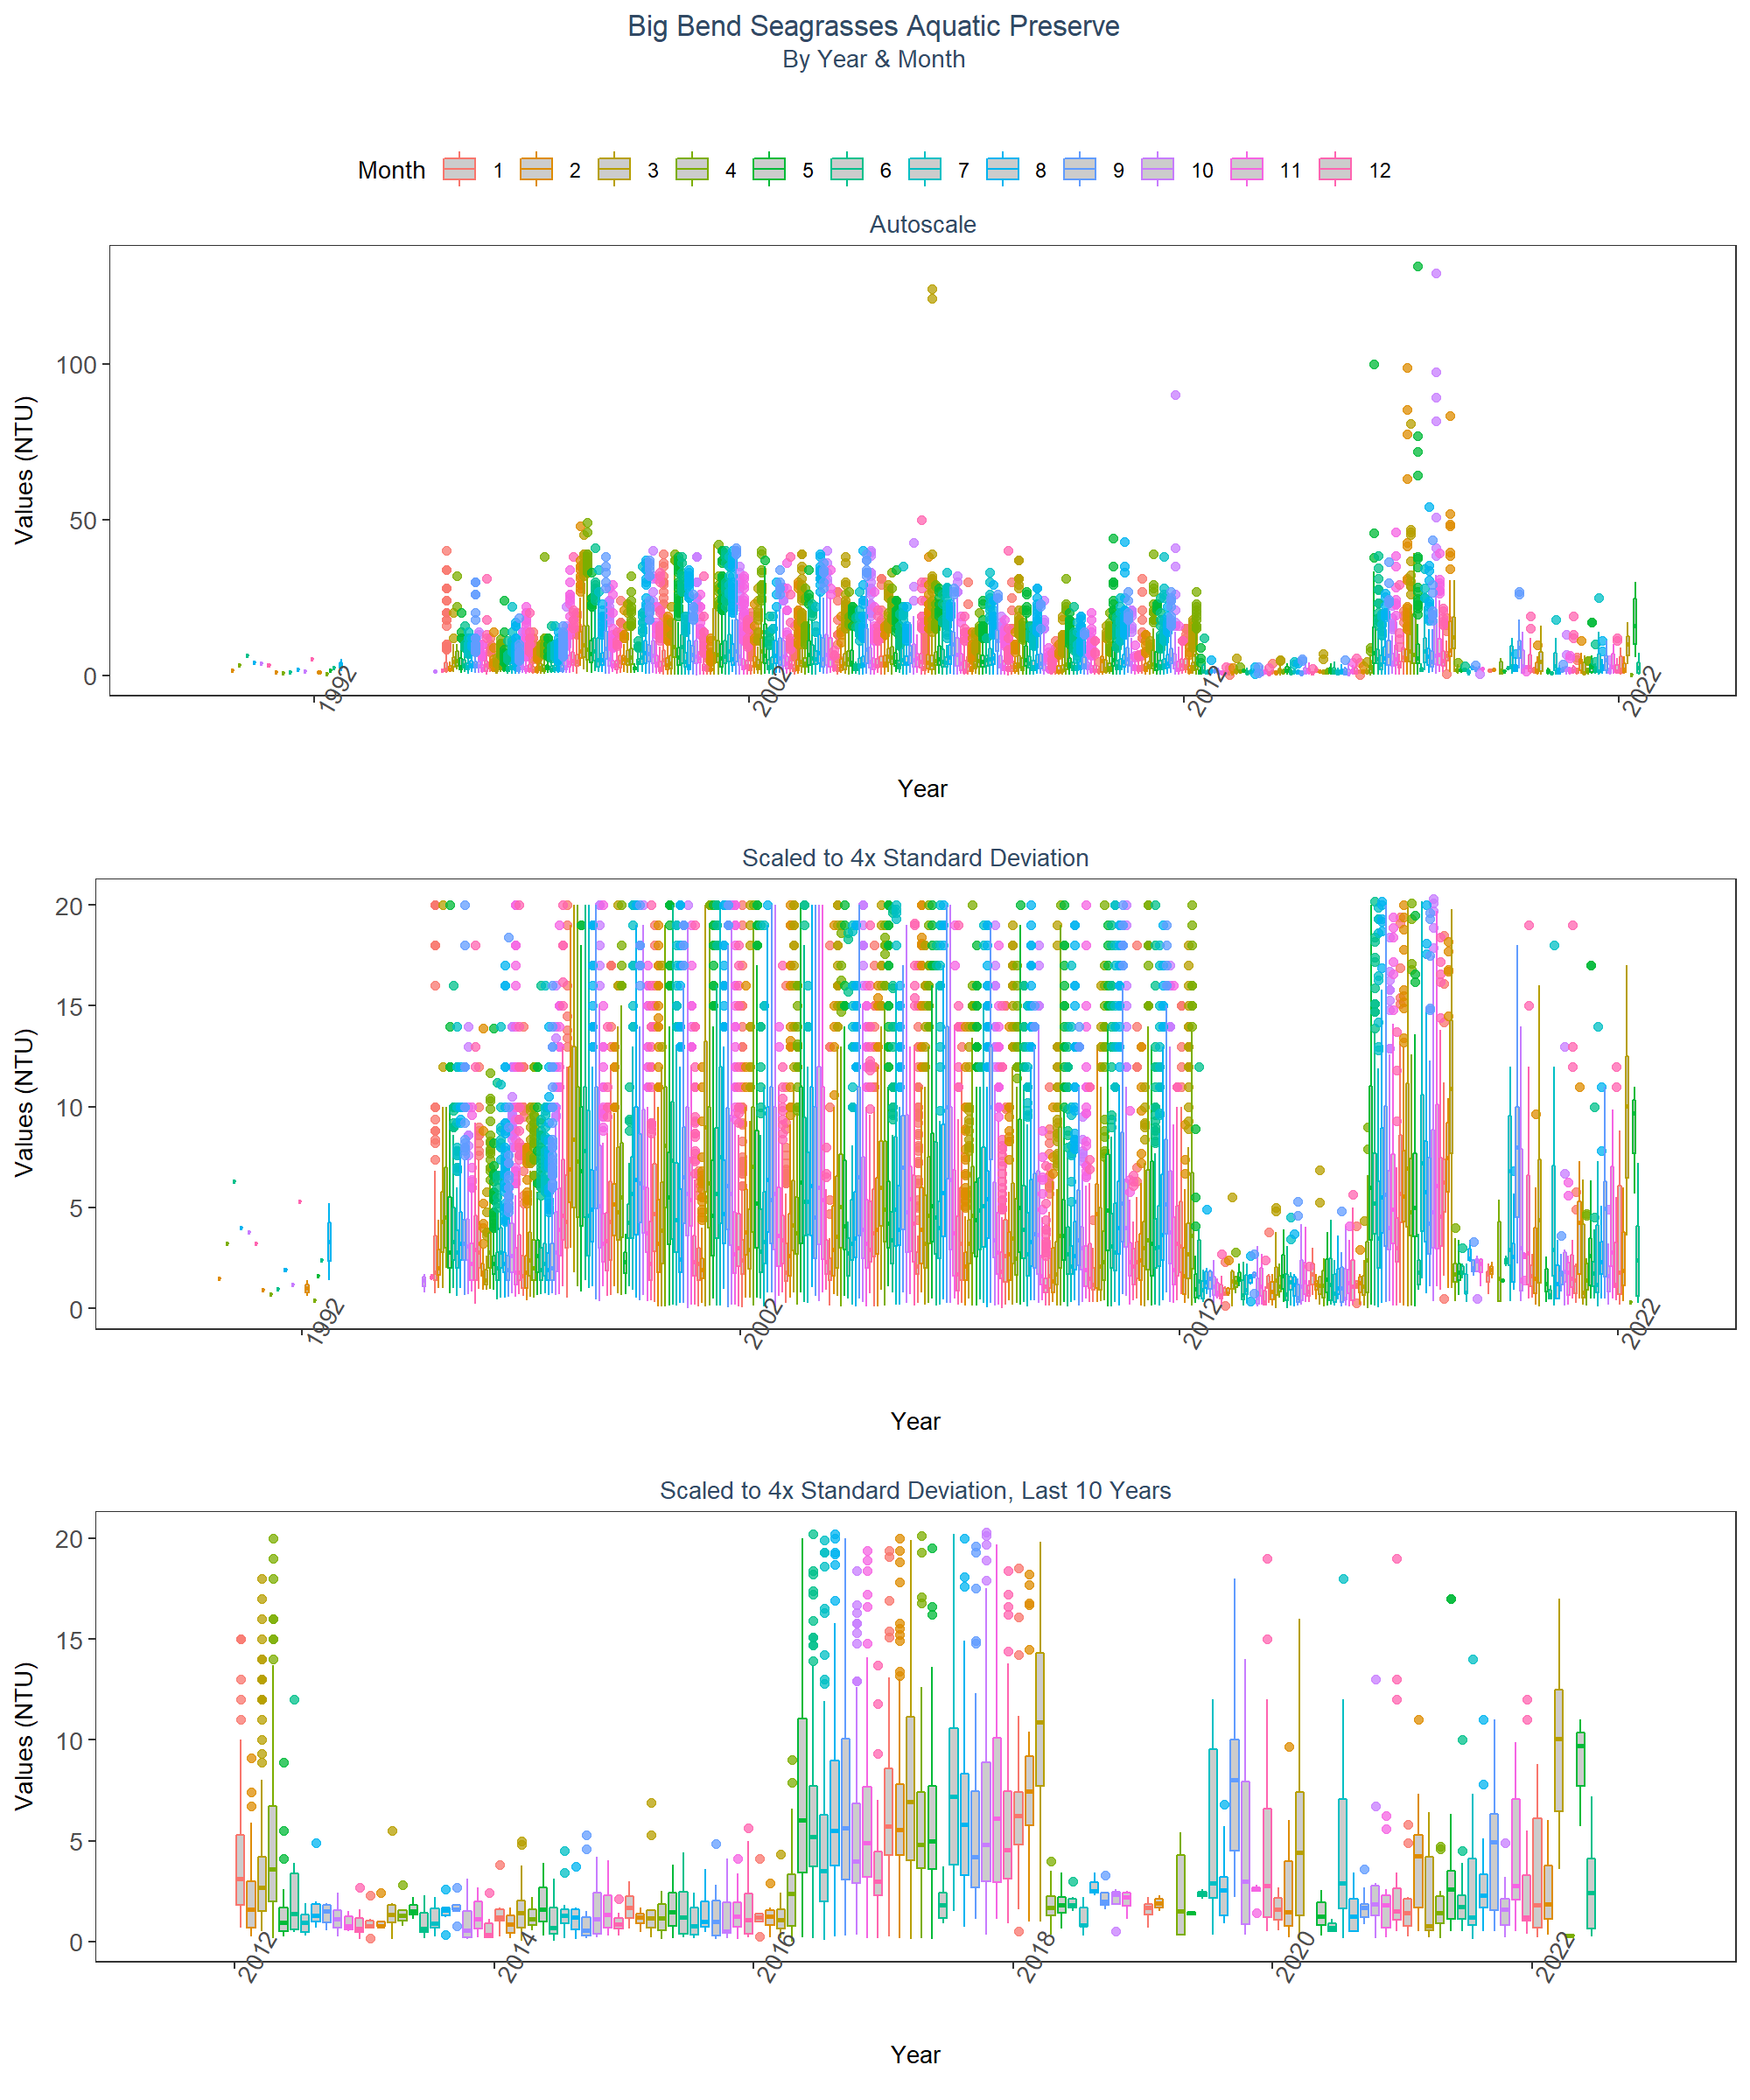 Big Bend Seagrasses Aquatic Preserve
By Year & Month
Month 1 2 3 4 5 6 7 8 9 10 11 12
Autoscale
Values (NTU)
100
50
0
1992 2002 2012 2022
Year
Scaled to 4x Standard Deviation
Values (NTU)
20
15
10
5
0
1992 2002 2012 2022
Year
Scaled to 4x Standard Deviation, Last 10 Years
Values (NTU)
20
15
10
5
0
2012 2014 2016 2018 2020 2022
Year